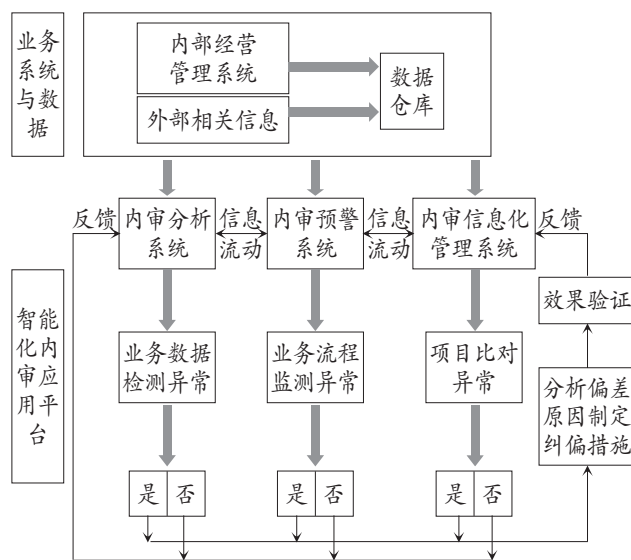 业务
系统
与数
据
内部经营
管理系统
外部相关信息
数据
仓库
反馈
内审分析
系统
信息
流动
内审预警
系统
信息
流动
内审信息化
管理系统
反馈
智能
化内
审应
用平
台
业务数据
检测异常
业务流程
监测异常
项目比对
异常
效果验证
分析偏差
原因制定
纠偏措施
是
否
是
否
是
否